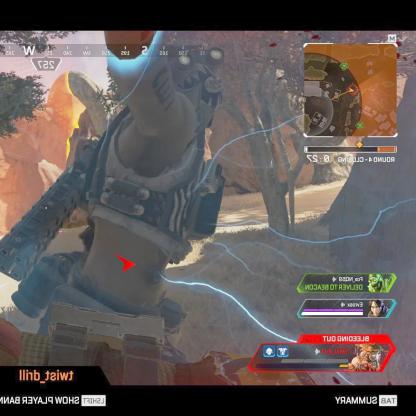 W
S
257
M
ROUND 4 - CLOSING 0:27
DELIVER TO BEACON
BLEEDING OUT
twist_drill
LSHIFT SHOW PLAYER BANN
TAB SUMMARY